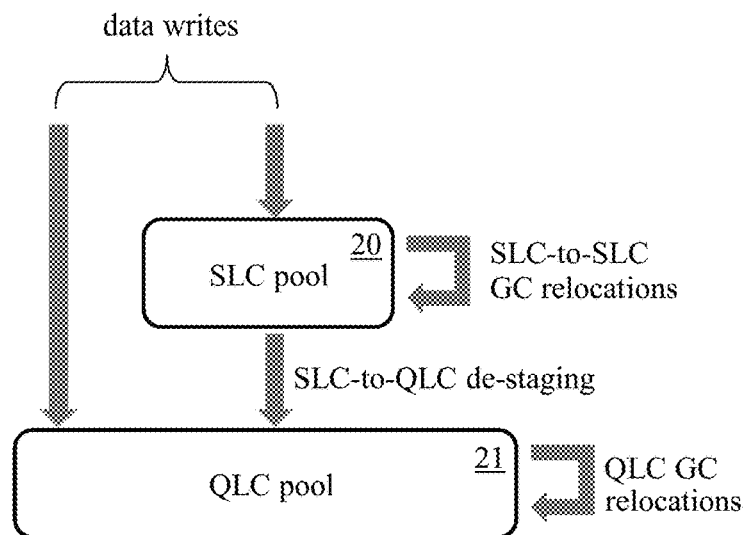 data writes
20
SLC pool
SLC-to-SLC
GC relocations
SLC-to-QLC de-staging
21
QLC pool
QLC GC
relocations